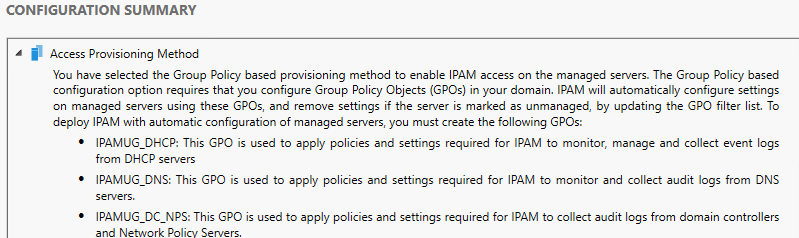 CONFIGURATION SUMMARY
Access Provisioning Method
You have selected the Group Policy based provisioning method to enable IPAM access on the managed servers. The Group Policy based
configuration option requires that you configure Group Policy Objects (GPOs) in your domain. IPAM will automatically configure settings
on managed servers using these GPOs, and remove settings if the server is marked as unmanaged, by updating the GPO filter list. To
deploy IPAM with automatic configuration of managed servers, you must create the following GPOs:
• IPAMUG_DHCP: This GPO is used to apply policies and settings required for IPAM to monitor, manage and collect event logs
from DHCP servers
• IPAMUG_DNS: This GPO is used to apply policies and settings required for IPAM to monitor and collect audit logs from DNS
servers.
• IPAMUG_DC_NPS: This GPO is used to apply policies and settings required for IPAM to collect audit logs from domain controllers
and Network Policy Servers.